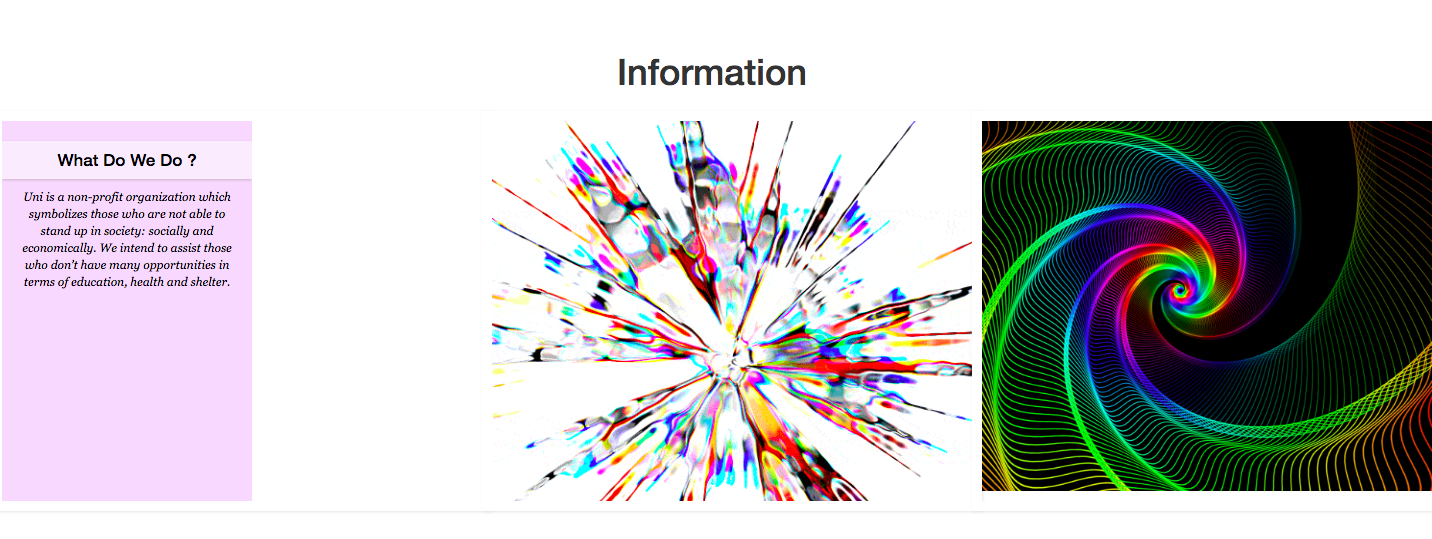 Information
What Do We Do ?
Uni is a non-profit organization which
symbolizes those who are not able to
stand up in society: socially and
economically. We intend to assist those
who don't have many opportunities in
terms of education, health and shelter.